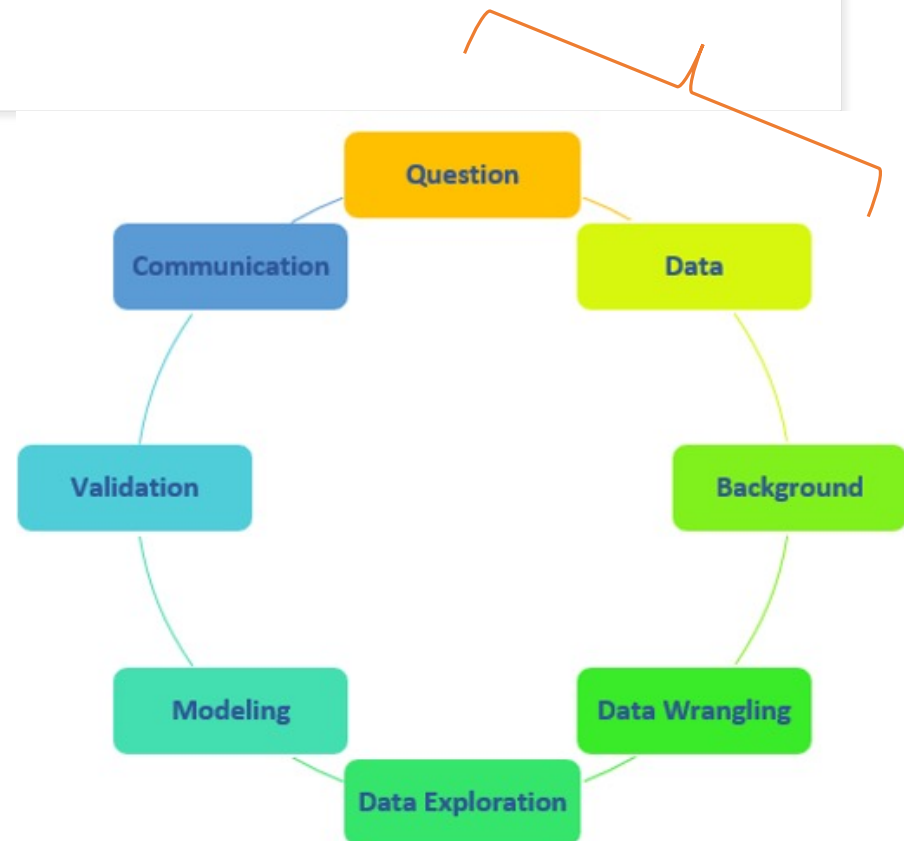 Question
Data
Background
Data Wrangling
Data Exploration
Modeling
Validation
Communication